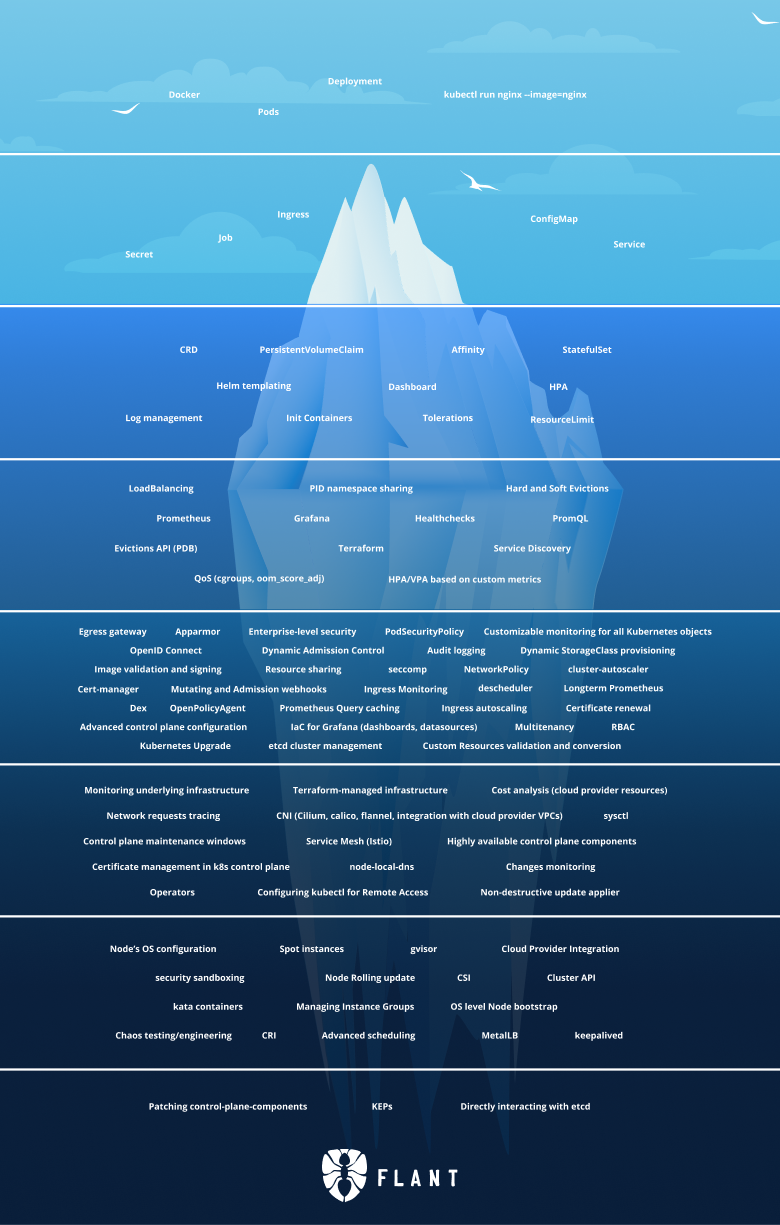 Deployment
Docker kubectl run nginx --image=nginx
Pods
Ingress
ConfigMap
Job
Service
Secret
CRD PersistentVolumeClaim Affinity StatefulSet
Helm templating Dashboard HPA
Log management Init Containers Tolerations ResourceLimit
LoadBalancing PID namespace sharing Hard and Soft Evictions
Prometheus Grafana Healthchecks PromQL
Evictions API (PDB) Terraform Service Discovery
QoS (cgroups, oom_score_adj) HPA/VPA based on custom metrics
Egress gateway Apparmor Enterprise-level security PodSecurityPolicy Customizable monitoring for all Kubernetes objects
OpenID Connect Dynamic Admission Control Audit logging Dynamic StorageClass provisioning
Image validation and signing Resource sharing seccomp NetworkPolicy cluster-autoscaler
Cert-manager Mutating and Admission webhooks Ingress Monitoring descheduler Longterm Prometheus
Dex OpenPolicyAgent Prometheus Query caching Ingress autoscaling Certificate renewal
Advanced control plane configuration IaC for Grafana (dashboards, datasources) Multitenancy RBAC
Kubernetes Upgrade etcd cluster management Custom Resources validation and conversion
Monitoring underlying infrastructure Terraform-managed infrastructure Cost analysis (cloud provider resources)
Network requests tracing CNI (Cilium, calico, flannel, integration with cloud provider VPCs) sysctl
Control plane maintenance windows Service Mesh (Istio) Highly available control plane components
Certificate management in k8s control plane node-local-dns Changes monitoring
Operators Configuring kubectl for Remote Access Non-destructive update applier
Node's OS configuration Spot instances gvisor Cloud Provider Integration
security sandboxing Node Rolling update CSI Cluster API
kata containers Managing Instance Groups OS level Node bootstrap
Chaos testing/engineering CRI Advanced scheduling MetalLB keepalived
Patching control-plane-components KEPs Directly interacting with etcd
FLANT